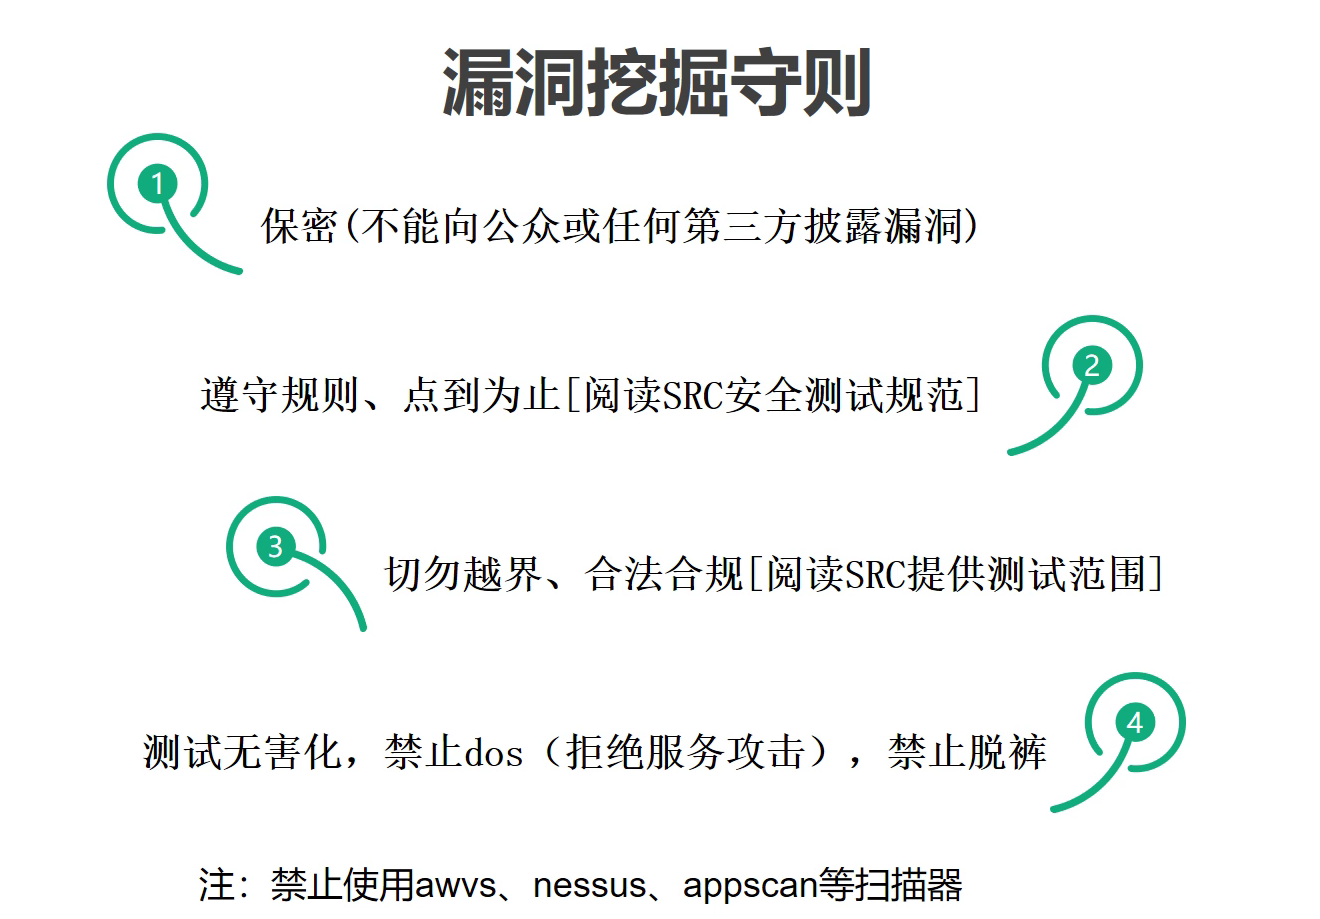 漏洞挖掘守则
1
保密(不能向公众或任何第三方披露漏洞)
2
遵守规则、点到为止[阅读SRC安全测试规范]
3
切勿越界、合法合规[阅读SRC提供测试范围]
4
测试无害化，禁止dos（拒绝服务攻击），禁止脱裤
注：禁止使用awvs、nessus、appscan等扫描器